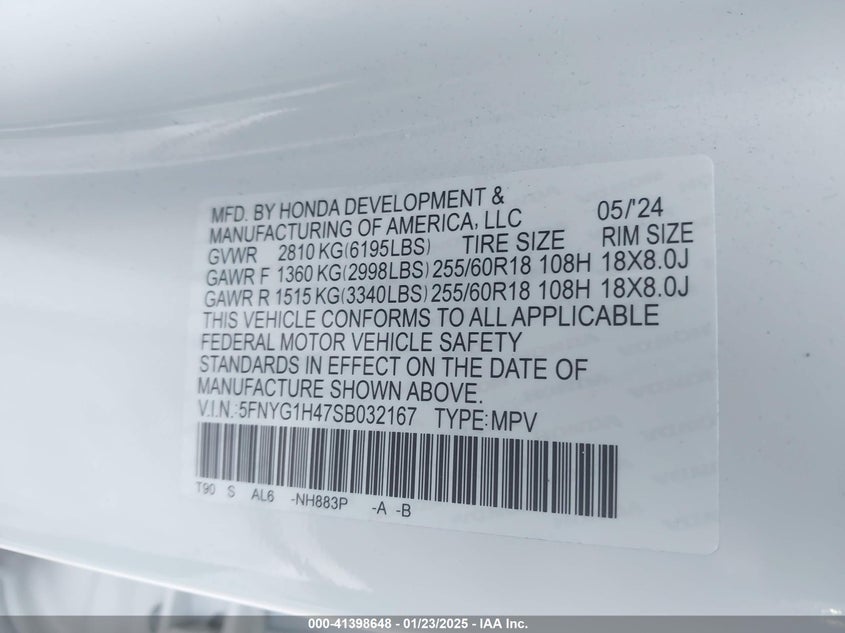 MFD. BY HONDA DEVELOPMENT & 05/'24
MANUFACTURING OF AMERICA, LLC
GVWR 2810 KG(6195LBS) TIRE SIZE RIM SIZE
GAWR F 1360 KG(2998LBS) 255/60R18 108H 18X8.0J
GAWR R 1515 KG(3340LBS) 255/60R18 108H 18X8.0J
THIS VEHICLE CONFORMS TO ALL APPLICABLE
FEDERAL MOTOR VEHICLE SAFETY
STANDARDS IN EFFECT ON THE DATE OF
MANUFACTURE SHOWN ABOVE.
V.I.N.:5FNYG1H47SB032167 TYPE:MPV
T90 S AL6 -NH883P -A -B
000-41398648 - 01/23/2025 - IAA Inc.